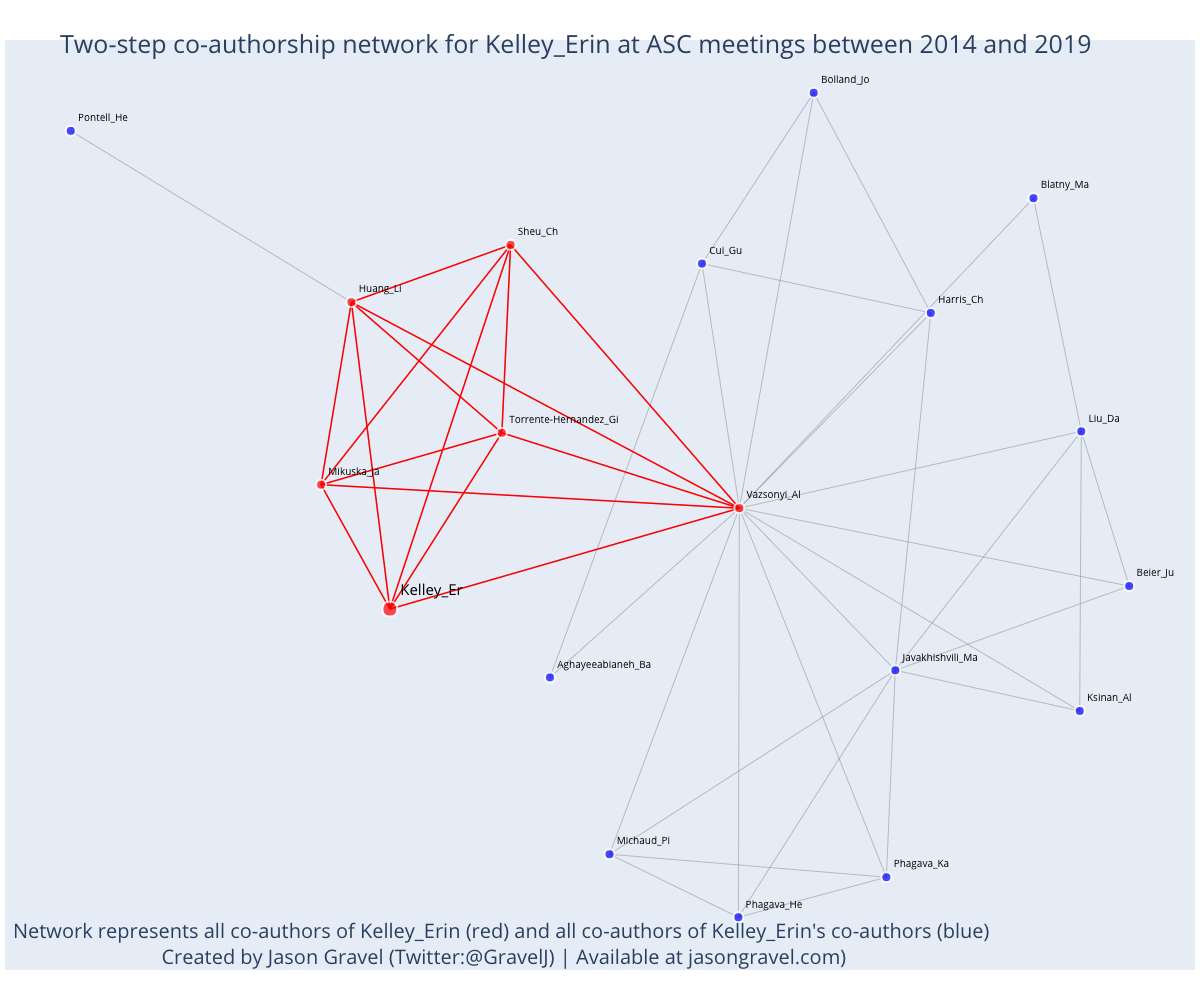 Two-step co-authorship network for Kelley_Erin at ASC meetings between 2014 and 2019
Bolland_Jo
Pontell_He
Blatny_Ma
Sheu_Ch
Cui_Gu
Huang_Li
Harris_Ch
Torrente-Hernandez_Gi
Liu_Da
Mikuska_Ja
Vazsonyi_Al
Beier_Ju
Kelley_Er
Javakhishvili_Ma
Aghayeeabianeh_Ba
Ksinan_Al
Michaud_Pi
Phagava_Ka
Phagava_He
Network represents all co-authors of Kelley_Erin (red) and all co-authors of Kelley_Erin's co-authors (blue)
Created by Jason Gravel (Twitter:@GravelJ) | Available at jasongravel.com)